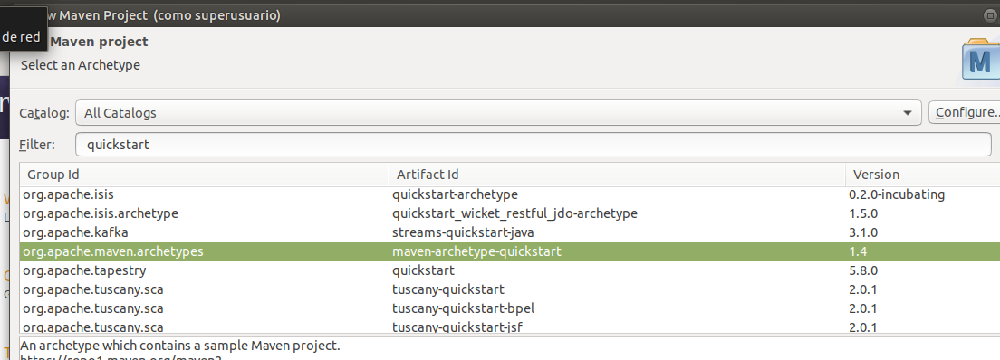 w Maven Project (como superusuario)
de red
Maven project
Select an Archetype
M
Catalog: All Catalogs Configure..
Filter: quickstart
Group Id Artifact Id Version
org.apache.isis quickstart-archetype 0.2.0-incubating
org.apache.isis.archetype quickstart_wicket_restful_jdo-archetype 1.5.0
org.apache.kafka streams-quickstart-java 3.1.0
org.apache.maven.archetypes maven-archetype-quickstart 1.4
org.apache.tapestry quickstart 5.8.0
org.apache.tuscany.sca tuscany-quickstart 2.0.1
org.apache.tuscany.sca tuscany-quickstart-bpel 2.0.1
org.apache.tuscany.sca tuscany-quickstart-jsf 2.0.1
An archetype which contains a sample Maven project.
https://repo1.maven.org/maven2